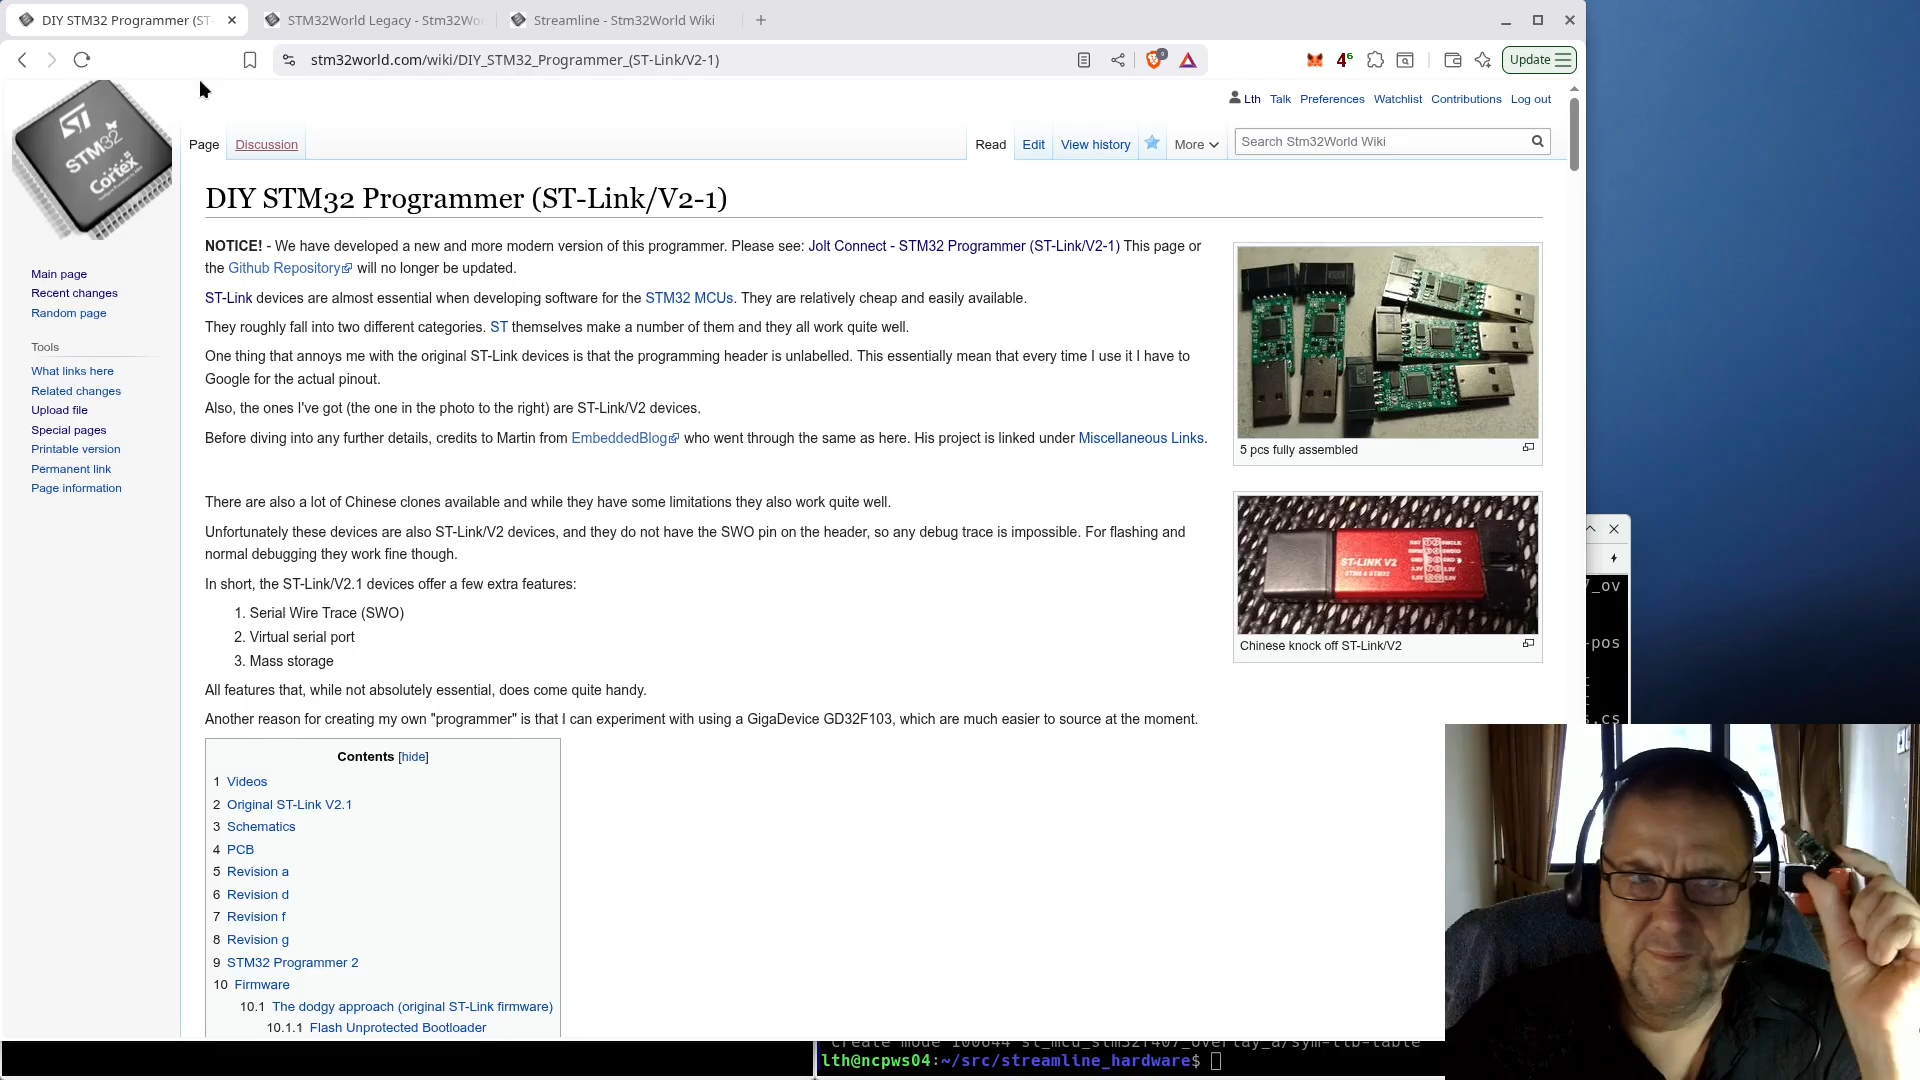 DIY STM32 Programmer (ST-
STM32World Legacy - Stm32Wo
Streamline - Stm32World Wiki
stm32world.com/wiki/DIY_STM32_Programmer_(ST-Link/V2-1)
9
4⁶
Update
Lth Talk Preferences Watchlist Contributions Log out
Page Discussion Read Edit View history More Search Stm32World Wiki
ST
STM32
Cortex
DIY STM32 Programmer (ST-Link/V2-1)
NOTICE! - We have developed a new and more modern version of this programmer. Please see: Jolt Connect - STM32 Programmer (ST-Link/V2-1) This page or
the Github Repository will no longer be updated.
ST-Link devices are almost essential when developing software for the STM32 MCUs. They are relatively cheap and easily available.
They roughly fall into two different categories. ST themselves make a number of them and they all work quite well.
One thing that annoys me with the original ST-Link devices is that the programming header is unlabelled. This essentially mean that every time I use it I have to
Google for the actual pinout.
Also, the ones I've got (the one in the photo to the right) are ST-Link/V2 devices.
Before diving into any further details, credits to Martin from EmbeddedBlog who went through the same as here. His project is linked under Miscellaneous Links.
There are also a lot of Chinese clones available and while they have some limitations they also work quite well.
Unfortunately these devices are also ST-Link/V2 devices, and they do not have the SWO pin on the header, so any debug trace is impossible. For flashing and
normal debugging they work fine though.
In short, the ST-Link/V2.1 devices offer a few extra features:
1. Serial Wire Trace (SWO)
2. Virtual serial port
3. Mass storage
All features that, while not absolutely essential, does come quite handy.
Another reason for creating my own "programmer" is that I can experiment with using a GigaDevice GD32F103, which are much easier to source at the moment.
5 pcs fully assembled
ST-LINK V2
Chinese knock off ST-Link/V2
Main page
Recent changes
Random page
Tools
What links here
Related changes
Upload file
Special pages
Printable version
Permanent link
Page information
Contents [hide]
1 Videos
2 Original ST-Link V2.1
3 Schematics
4 PCB
5 Revision a
6 Revision d
7 Revision f
8 Revision g
9 STM32 Programmer 2
10 Firmware
10.1 The dodgy approach (original ST-Link firmware)
10.1.1 Flash Unprotected Bootloader
_ov
-pos
.cs
create mode 100644 st_mcu_stm32f407_overlay_a/sym-lib-table
lth@ncpws04:~/src/streamline_hardware$